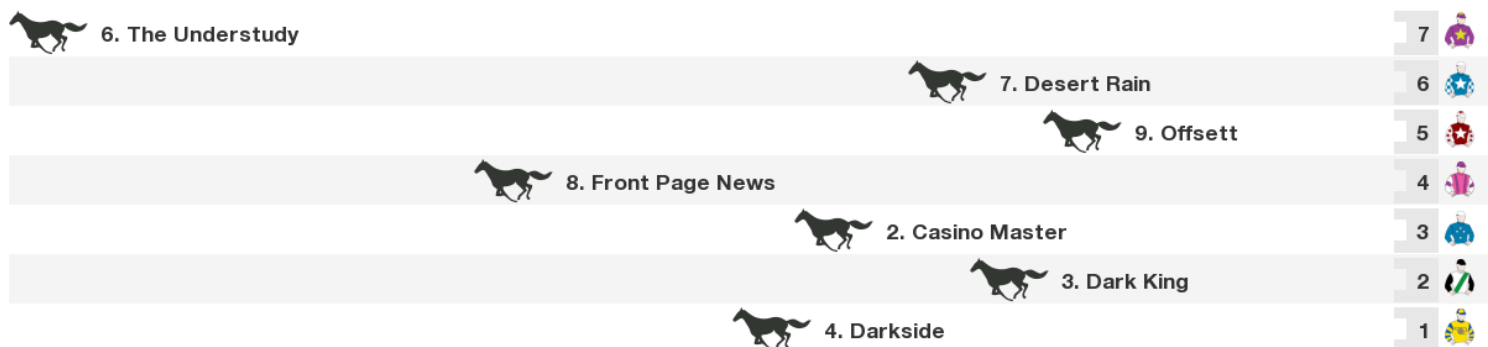 6. The Understudy 7
7. Desert Rain 6
9. Offsett 5
8. Front Page News 4
2. Casino Master 3
3. Dark King 2
4. Darkside 1